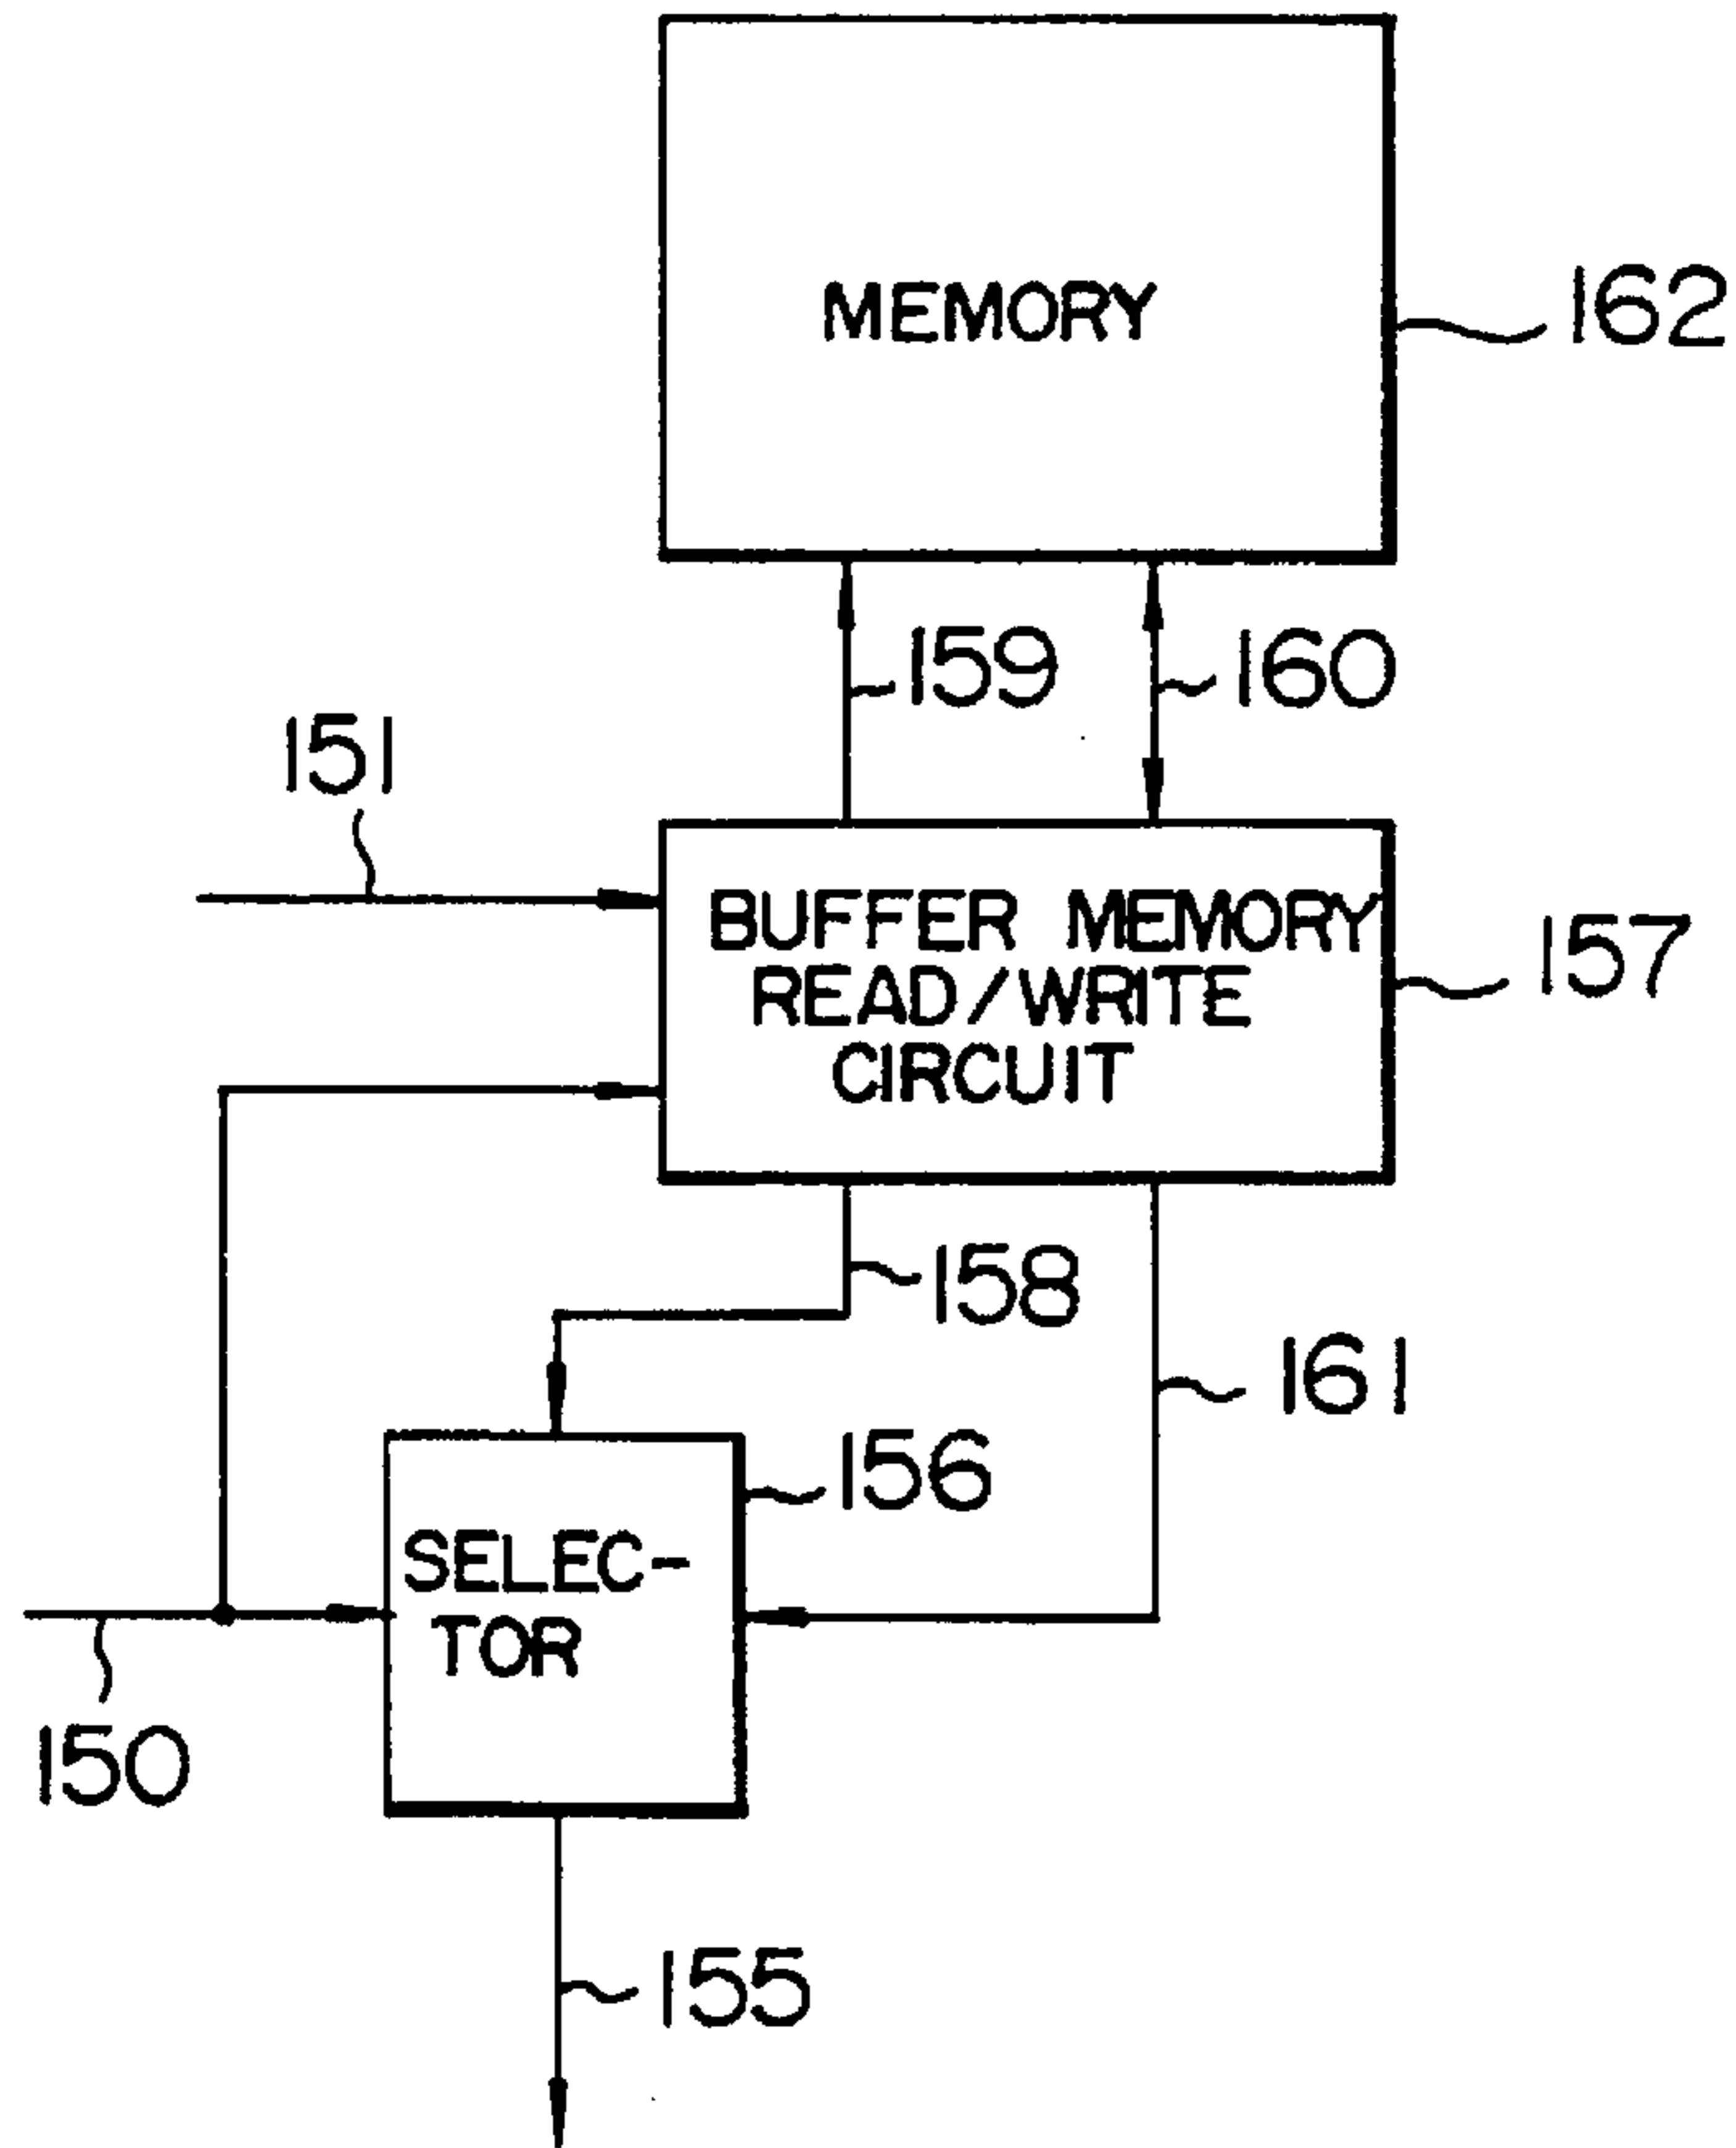 MEMORY
162
159
160
151
BUFFER MEMORY
READ/WRITE
CIRCUIT
157
158
161
156
SELEC-
TOR
150
155